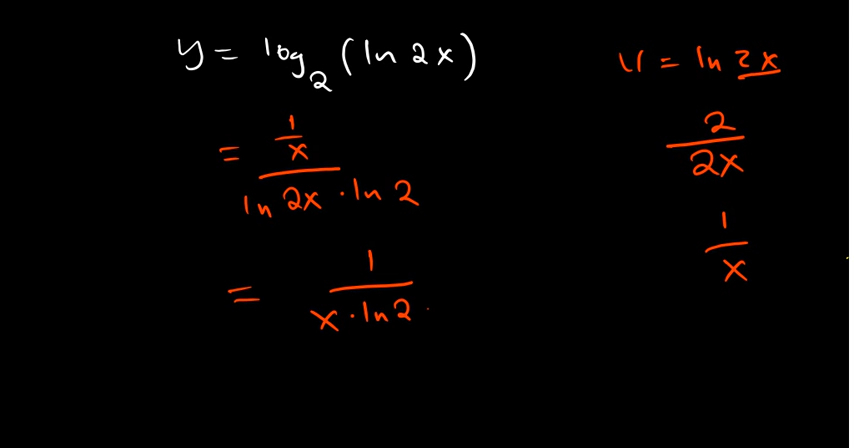 y = log₂ (ln 2x)
= (1/x) / (ln 2x · ln 2)
= 1 / (x · ln 2 ·
u = ln 2x
2/2x
1/x